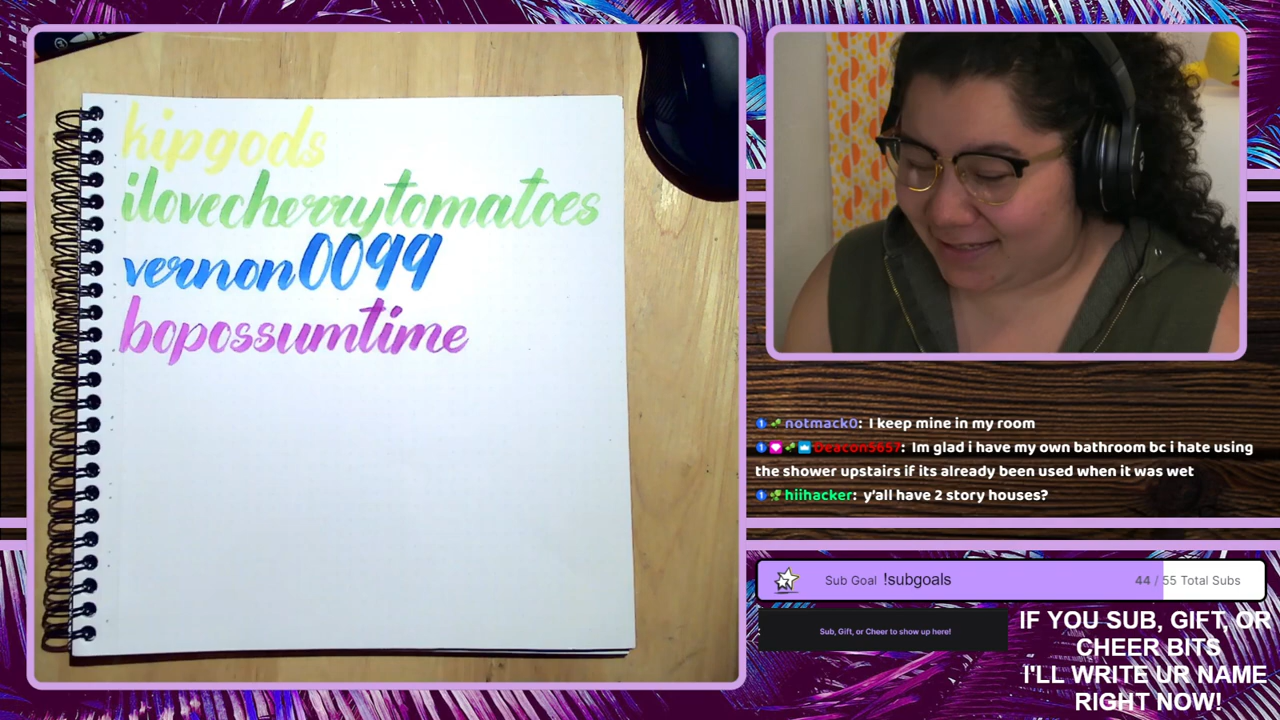 kipgods
ilovecherrytomatoes
vernon0099
bopossumtime
notmack0: I keep mine in my room
Deacon5657: Im glad i have my own bathroom bc i hate using
the shower upstairs if its already been used when it was wet
hiihacker: y'all have 2 story houses?
Sub Goal !subgoals 44 / 55 Total Subs
Sub, Gift, or Cheer to show up here!
IF YOU SUB, GIFT, OR
CHEER BITS
I'LL WRITE UR NAME
RIGHT NOW!